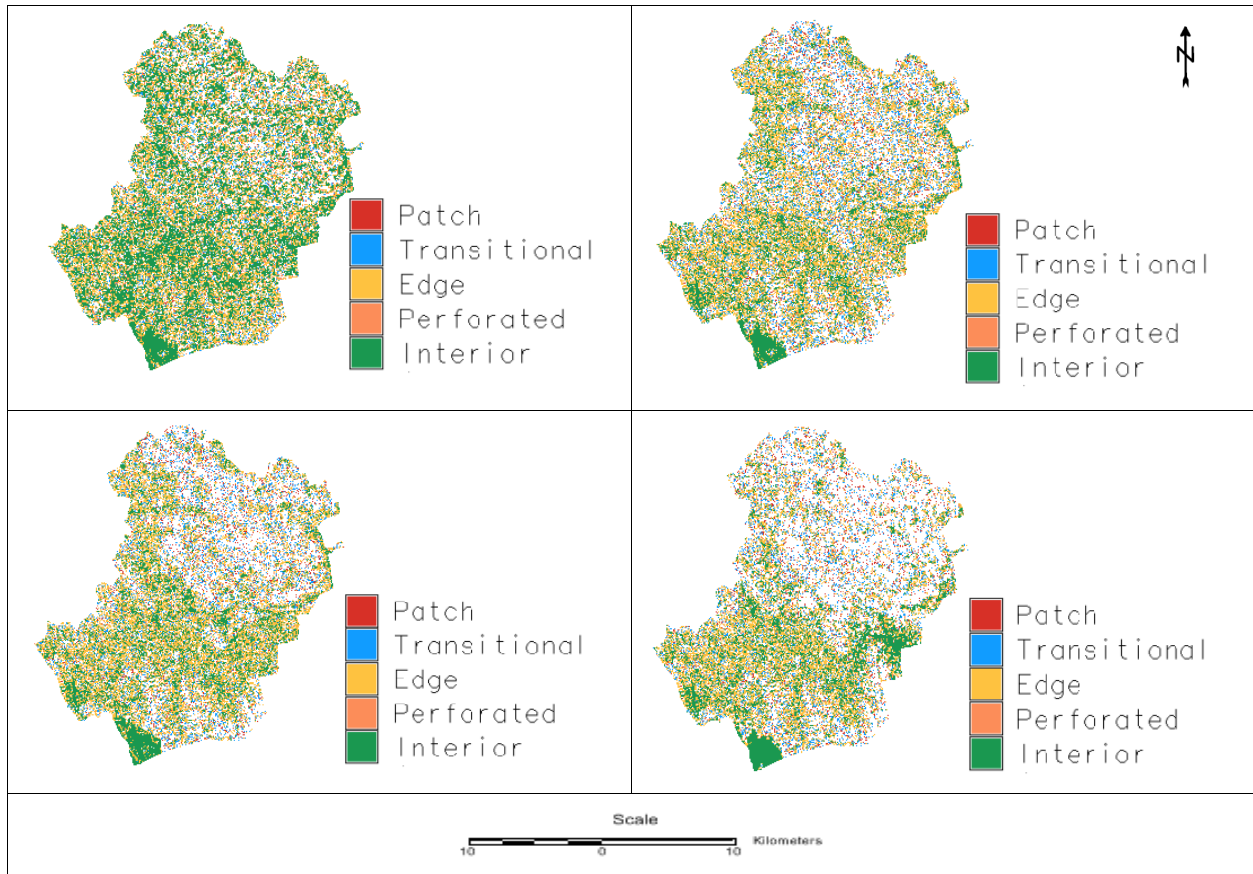 Patch
Transitional
Edge
Perforated
Interior
N
Patch
Transitional
Edge
Perforated
Interior
Patch
Transitional
Edge
Perforated
Interior
Patch
Transitional
Edge
Perforated
Interior
Scale
10 0 10 Kilometers